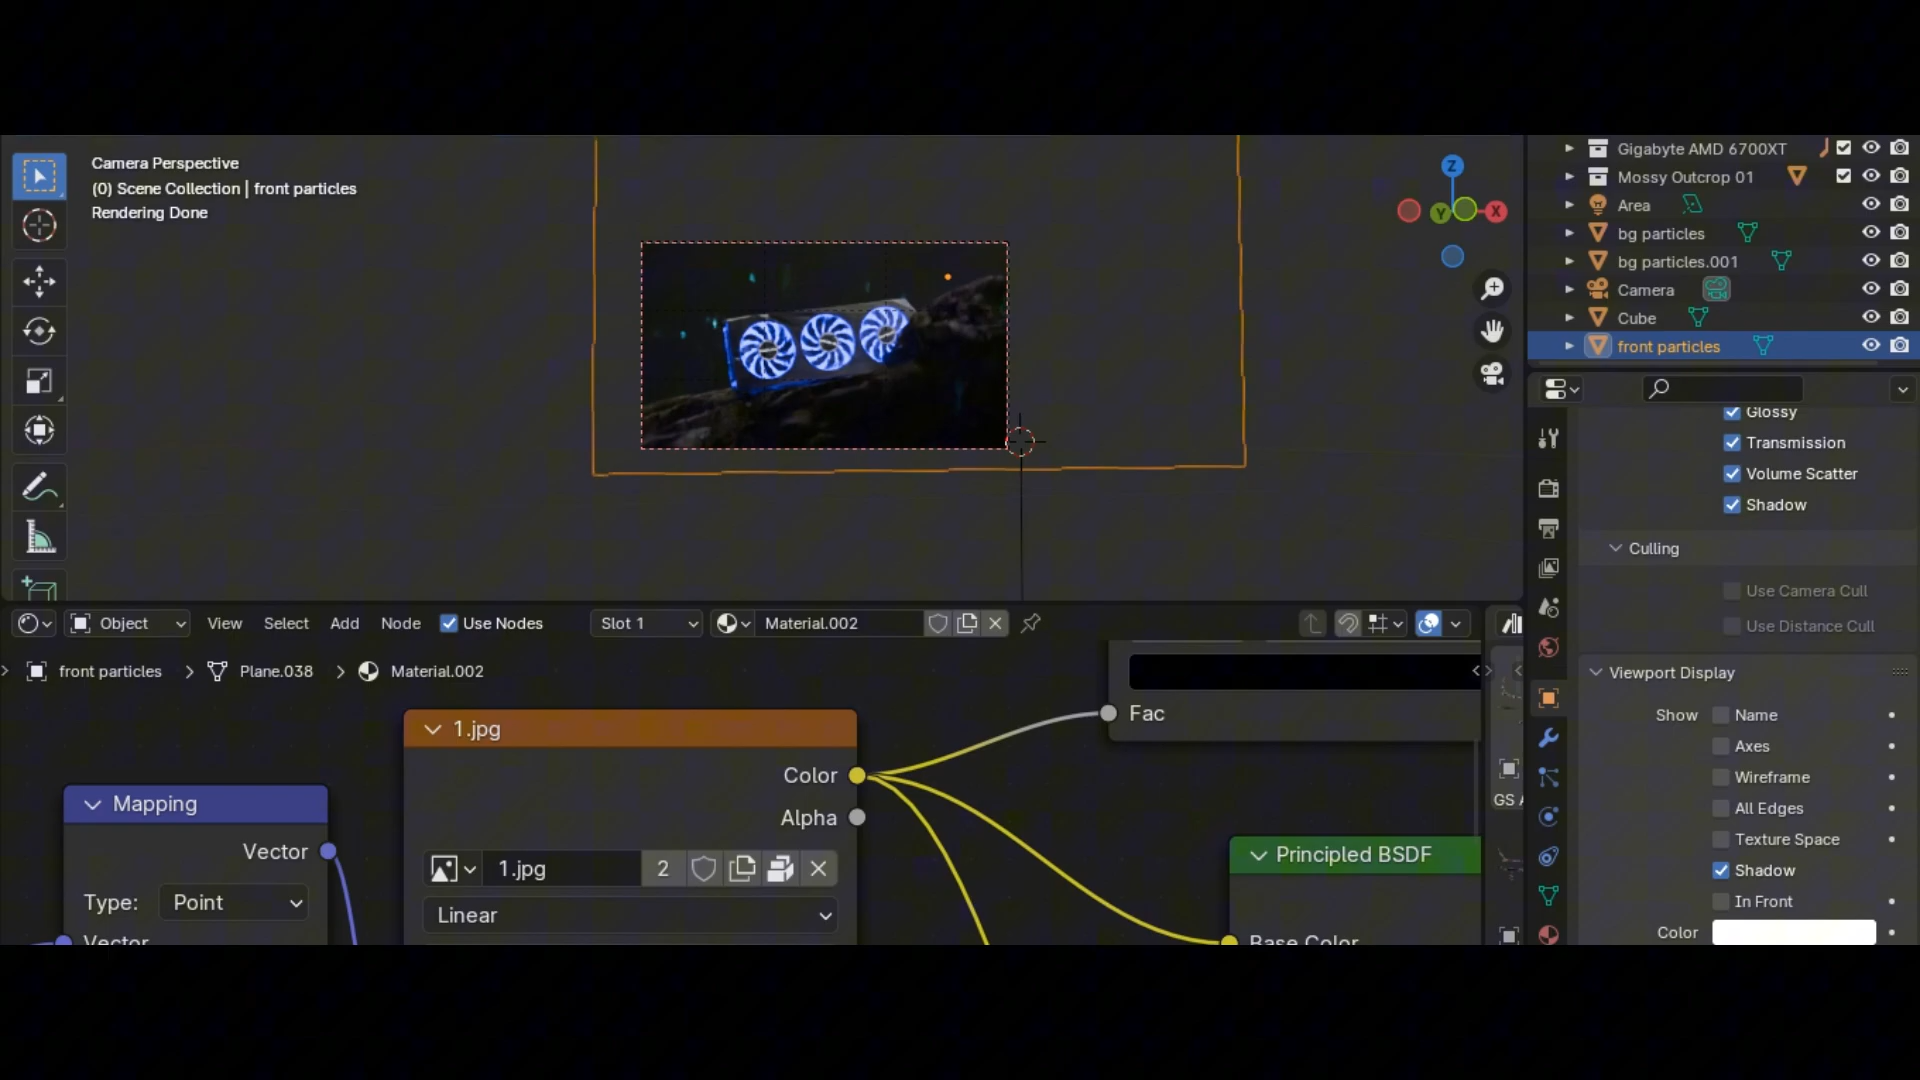 Camera Perspective
(0) Scene Collection | front particles
Rendering Done
Z
Y
X
Gigabyte AMD 6700XT
Mossy Outcrop 01
Area
bg particles
bg particles.001
Camera
Cube
front particles
Glossy
Transmission
Volume Scatter
Shadow
Culling
Use Camera Cull
Use Distance Cull
Viewport Display
Show
Name
Axes
Wireframe
All Edges
Texture Space
Shadow
In Front
Color
Object
View
Select
Add
Node
Use Nodes
Slot 1
Material.002
front particles > Plane.038 > Material.002
1.jpg
Color
Alpha
1.jpg
2
Linear
Mapping
Vector
Type:
Point
Vector
Fac
Principled BSDF
Base Color
GS